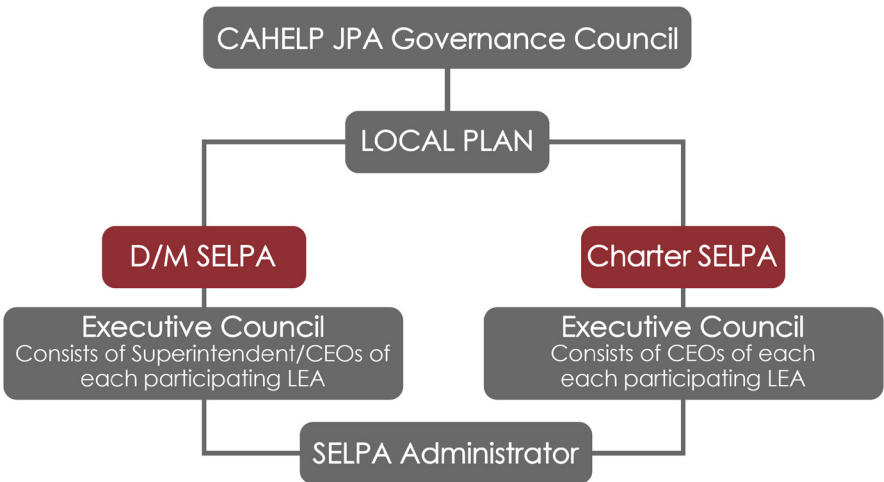 CAHELP JPA Governance Council
LOCAL PLAN
D/M SELPA
Charter SELPA
Executive Council
Consists of Superintendent/CEOs of
each participating LEA
Executive Council
Consists of CEOs of each
each participating LEA
SELPA Administrator